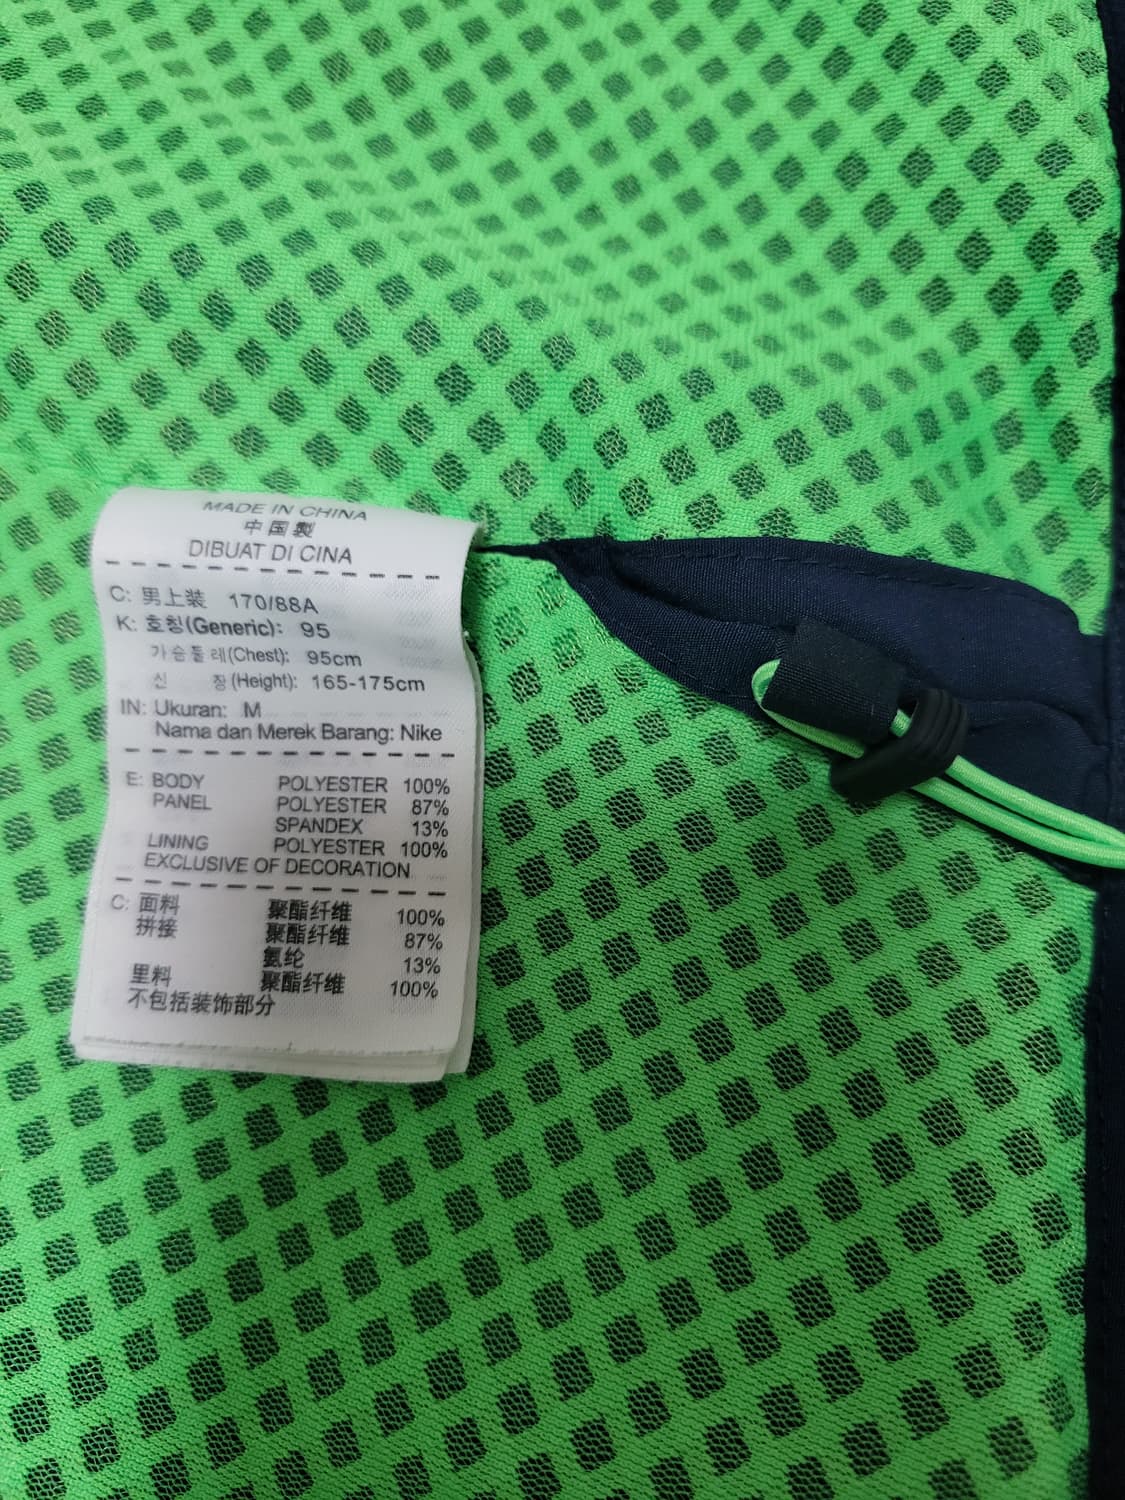 MADE IN CHINA
中国製
DIBUAT DI CINA
C: 男上装 170/88A
K: 호칭(Generic): 95
가슴둘레(Chest): 95cm
신 장(Height): 165-175cm
IN: Ukuran: M
Nama dan Merek Barang: Nike
E: BODY POLYESTER 100%
PANEL POLYESTER 87%
SPANDEX 13%
LINING POLYESTER 100%
EXCLUSIVE OF DECORATION
C: 面料 聚酯纤维 100%
拼接 聚酯纤维 87%
氨纶 13%
里料 聚酯纤维 100%
不包括装饰部分